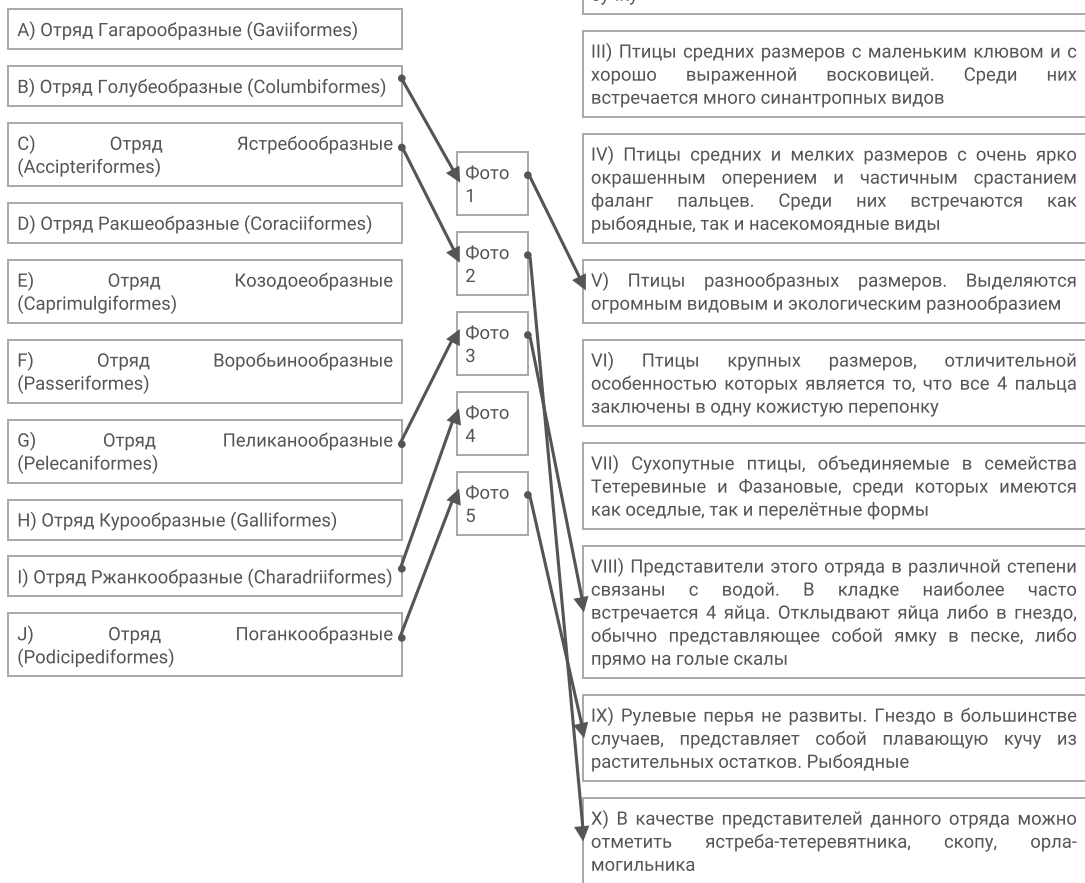 A) Отряд Гагарообразные (Gaviiformes)
B) Отряд Голубеобразные (Columbiformes)
C) Отряд Ястребообразные
(Accipiteriformes)
D) Отряд Ракшеобразные (Coraciiformes)
E) Отряд Козодоеобразные
(Caprimulgiformes)
F) Отряд Воробьинообразные
(Passeriformes)
G) Отряд Пеликанообразные
(Pelecaniformes)
H) Отряд Курообразные (Galliformes)
I) Отряд Ржанкообразные (Charadriiformes)
J) Отряд Поганкообразные
(Podicipediformes)
Фото
1
Фото
2
Фото
3
Фото
4
Фото
5
III) Птицы средних размеров с маленьким клювом и с
хорошо выраженной восковицей. Среди них
встречается много синантропных видов
IV) Птицы средних и мелких размеров с очень ярко
окрашенным оперением и частичным срастанием
фаланг пальцев. Среди них встречаются как
рыбоядные, так и насекомоядные виды
V) Птицы разнообразных размеров. Выделяются
огромным видовым и экологическим разнообразием
VI) Птицы крупных размеров, отличительной
особенностью которых является то, что все 4 пальца
заключены в одну кожистую перепонку
VII) Сухопутные птицы, объединяемые в семейства
Тетеревиные и Фазановые, среди которых имеются
как оседлые, так и перелётные формы
VIII) Представители этого отряда в различной степени
связаны с водой. В кладке наиболее часто
встречается 4 яйца. Отклыдвают яйца либо в гнездо,
обычно представляющее собой ямку в песке, либо
прямо на голые скалы
IX) Рулевые перья не развиты. Гнездо в большинстве
случаев, представляет собой плавающую кучу из
растительных остатков. Рыбоядные
X) В качестве представителей данного отряда можно
отметить ястреба-тетеревятника, скопу, орла-
могильника